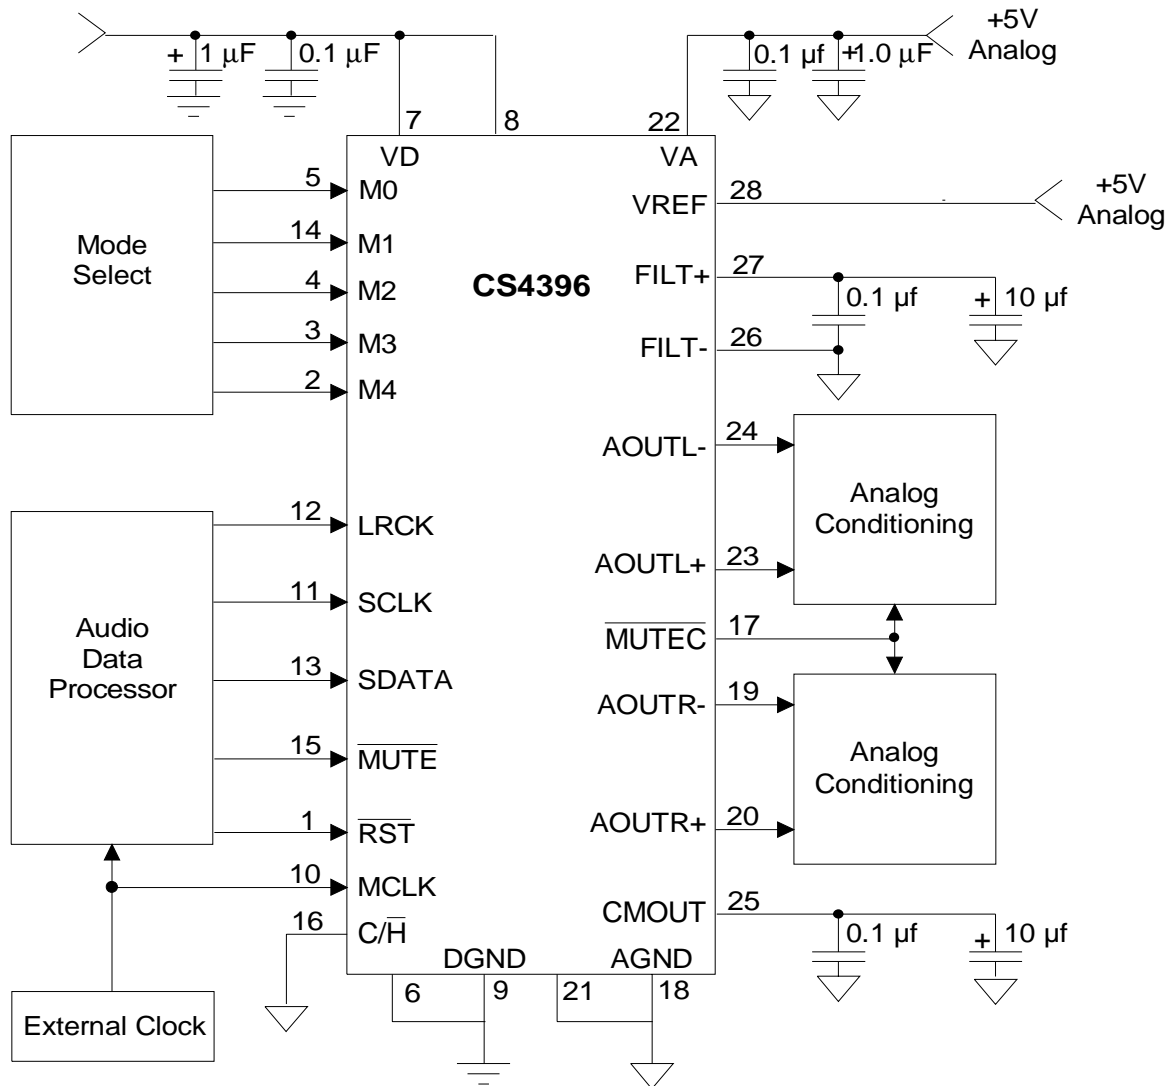 +5V
Analog
+ 1 µF
0.1 µF
0.1 µf
+1.0 µF
7
8
22
VD
VA
+5V
Analog
Mode
Select
5
M0
14
M1
4
M2
3
M3
2
M4
CS4396
VREF
28
FILT+
27
0.1 µf
+
10 µf
FILT-
26
AOUTL-
24
AOUTL+
23
Analog
Conditioning
MUTEC
17
AOUTR-
19
AOUTR+
20
Analog
Conditioning
Audio
Data
Processor
12
LRCK
11
SCLK
13
SDATA
15
MUTE
1
RST
10
MCLK
16
C/H
CMOUT
25
0.1 µf
+
10 µf
DGND
AGND
6
9
21
18
External Clock